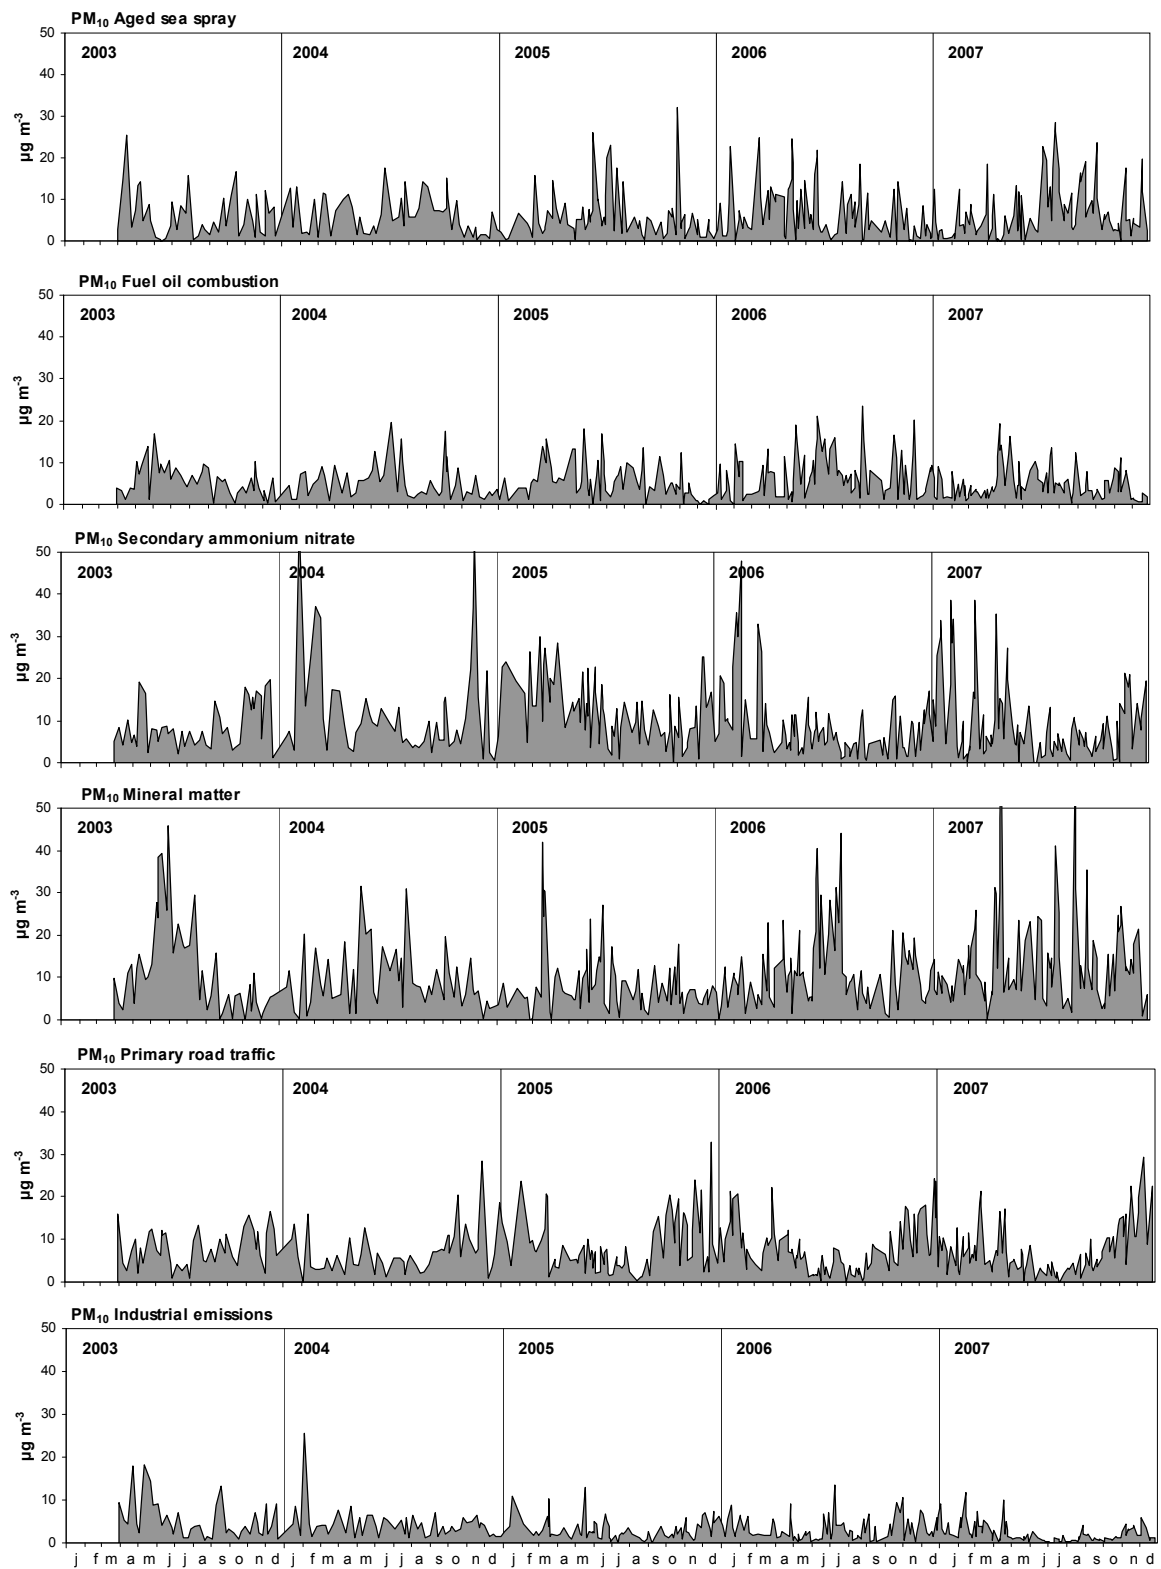 PM₁₀ Aged sea spray
50
2003 2004 2005 2006 2007
40
30
20
10
0
µg m⁻³
PM₁₀ Fuel oil combustion
50
2003 2004 2005 2006 2007
40
30
20
10
0
µg m⁻³
PM₁₀ Secondary ammonium nitrate
50
2003 2004 2005 2006 2007
40
30
20
10
0
µg m⁻³
PM₁₀ Mineral matter
50
2003 2004 2005 2006 2007
40
30
20
10
0
µg m⁻³
PM₁₀ Primary road traffic
50
2003 2004 2005 2006 2007
40
30
20
10
0
µg m⁻³
PM₁₀ Industrial emissions
50
2003 2004 2005 2006 2007
40
30
20
10
0
µg m⁻³
j f m a m j j a s o n d j f m a m j j a s o n d j f m a m j j a s o n d j f m a m j j a s o n d j f m a m j j a s o n d